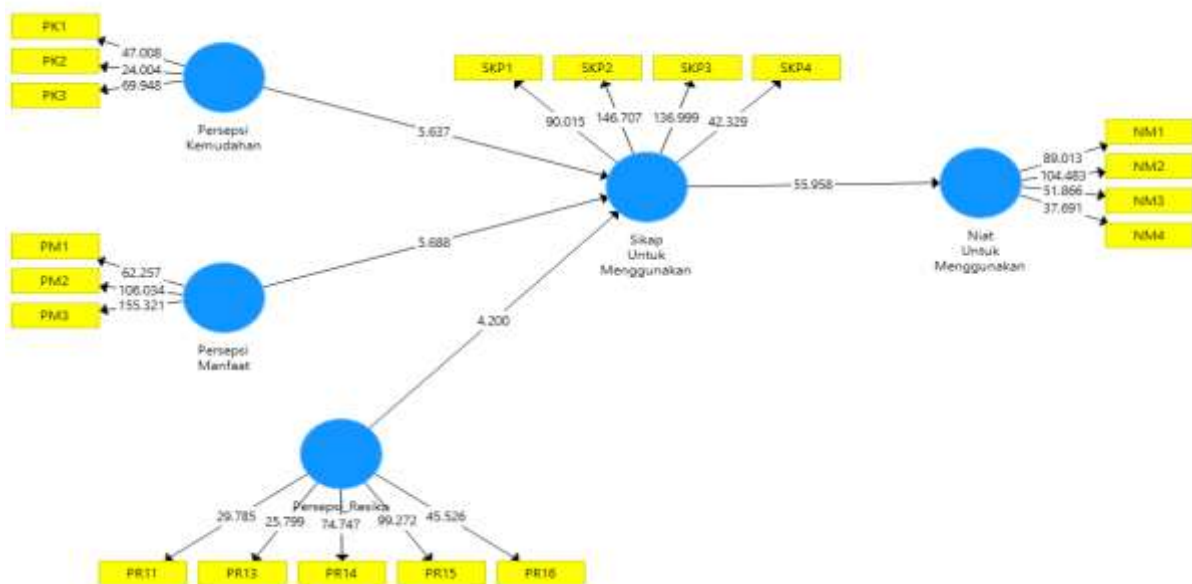 PK1
47.008
PK2
24.004
PK3
69.948
Persepsi
Kemudahan
5.637
SKP1
SKP2
SKP3
SKP4
90.015
146.707
136.999
42.329
Sikap
Untuk
Menggunakan
55.958
NM1
89.013
NM2
104.483
NM3
51.866
37.691
NM4
Niat
Untuk
Menggunakan
PM1
62.257
PM2
106.034
PM3
155.321
Persepsi
Manfaat
5.688
4.200
Persepsi_Resiko
29.785
25.799
74.747
99.272
45.526
PR11
PR13
PR14
PR15
PR16